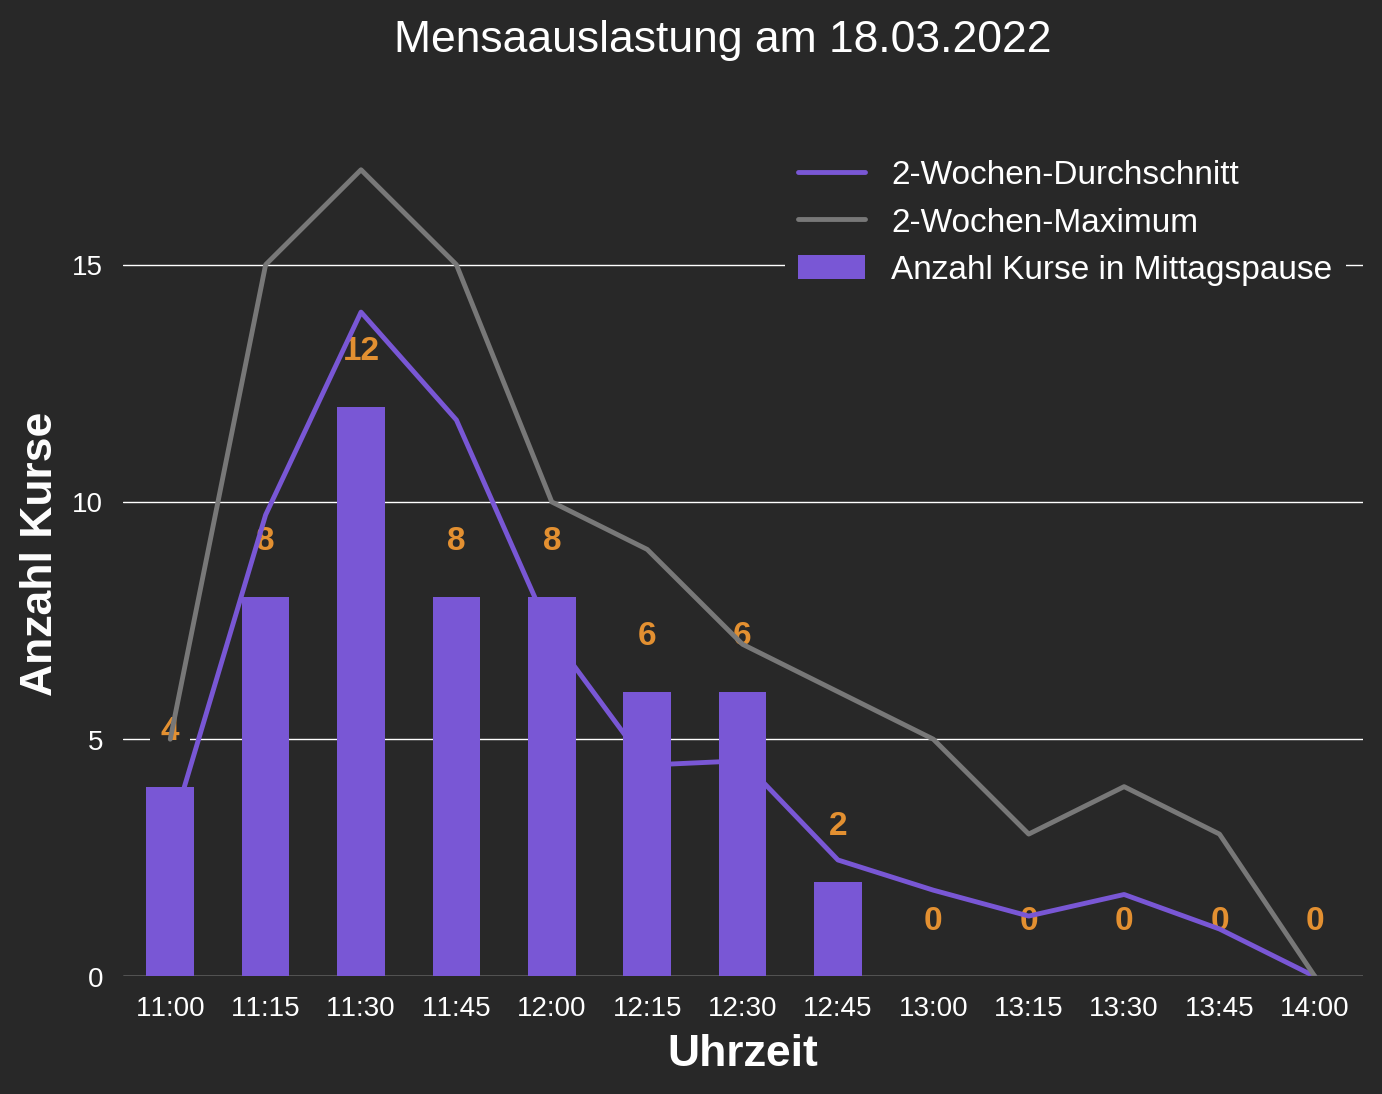 Mensaauslastung am 18.03.2022
2-Wochen-Durchschnitt
2-Wochen-Maximum
Anzahl Kurse in Mittagspause
Anzahl Kurse
15
10
5
0
4
8
12
8
8
6
6
2
0
0
0
0
0
11:00 11:15 11:30 11:45 12:00 12:15 12:30 12:45 13:00 13:15 13:30 13:45 14:00
Uhrzeit